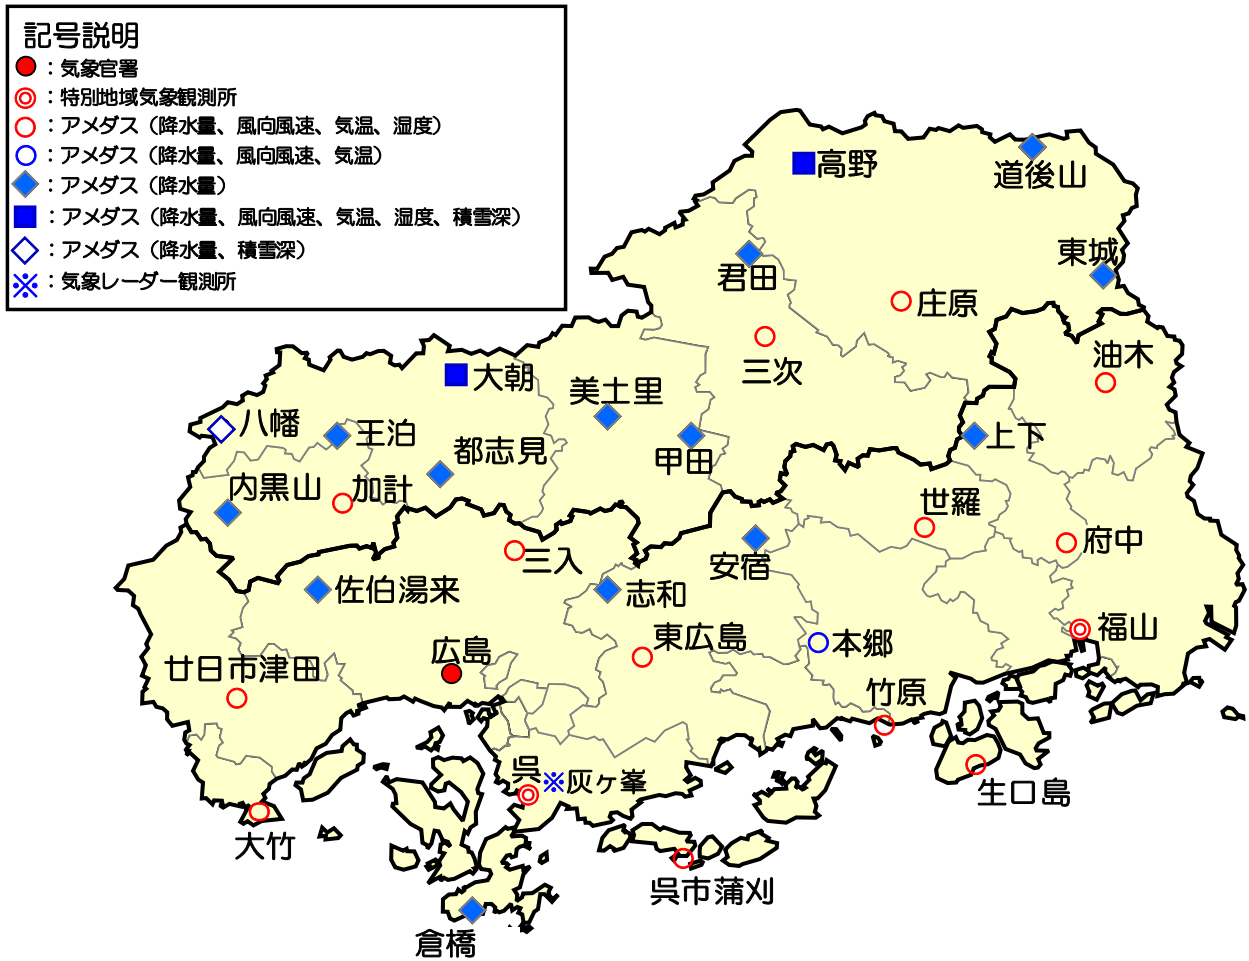 記号説明
：気象官署
：特別地域気象観測所
：アメダス（降水量、風向風速、気温、湿度）
：アメダス（降水量、風向風速、気温）
：アメダス（降水量）
：アメダス（降水量、風向風速、気温、湿度、積雪深）
：アメダス（降水量、積雪深）
：気象レーダー観測所
高野
道後山
東城
君田
庄原
三次
油木
大朝
美土里
八幡
王泊
都志見
上下
甲田
内黒山
加計
世羅
府中
三入
安宿
佐伯湯来
志和
福山
東広島
本郷
広島
廿日市津田
竹原
呉
灰ヶ峯
生口島
大竹
呉市蒲刈
倉橋